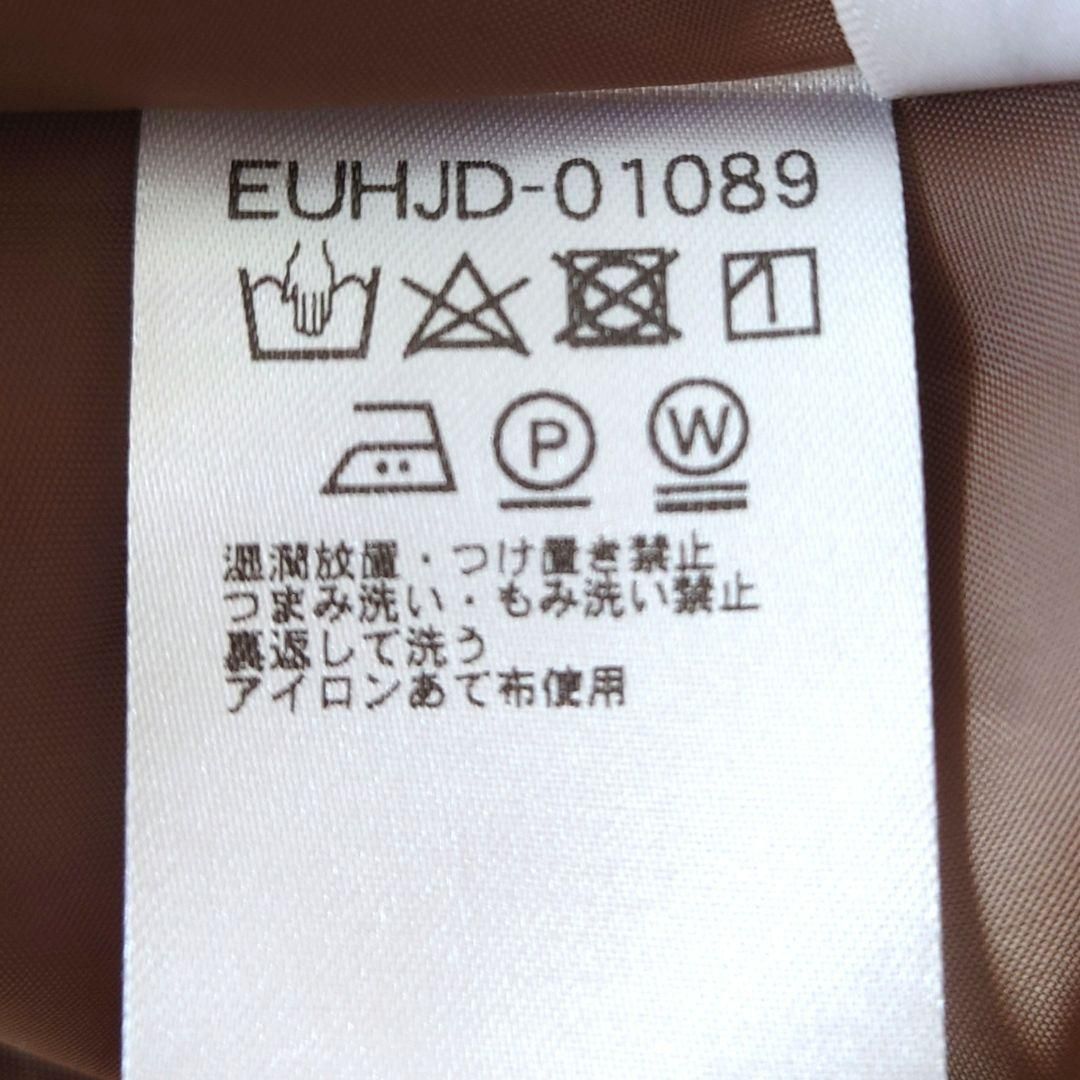 EUHJD-01089
P W
湿潤放置・つけ置き禁止
つまみ洗い・もみ洗い禁止
裏返して洗う
アイロンあて布使用